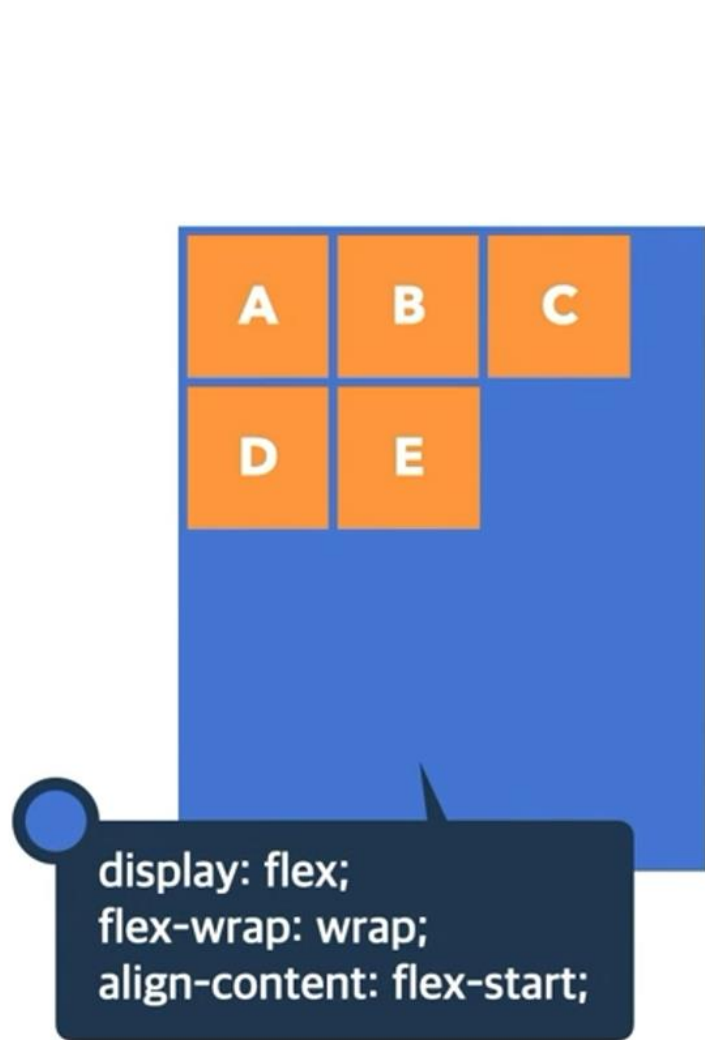 A B C
D E
display: flex;
flex-wrap: wrap;
align-content: flex-start;